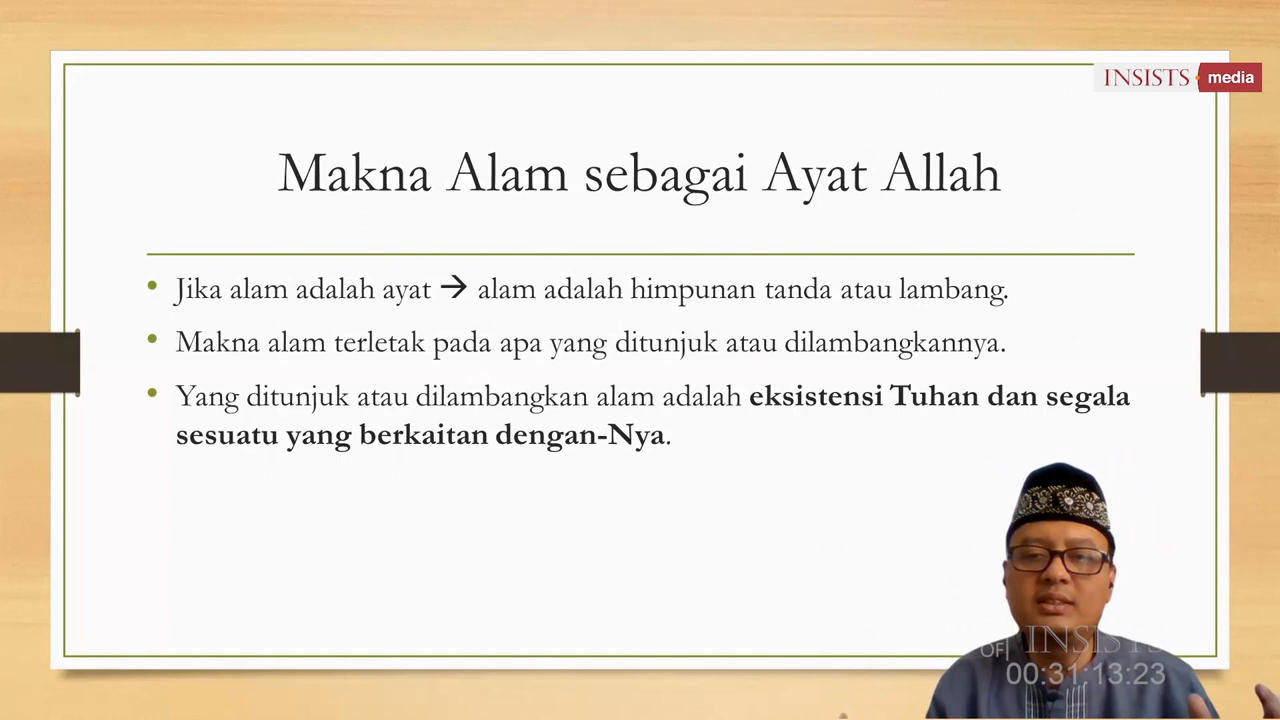 INSISTS media
Makna Alam sebagai Ayat Allah
• Jika alam adalah ayat → alam adalah himpunan tanda atau lambang.
• Makna alam terletak pada apa yang ditunjuk atau dilambangkannya.
• Yang ditunjuk atau dilambangkan alam adalah eksistensi Tuhan dan segala
sesuatu yang berkaitan dengan-Nya.
OF| INSISTS
00:31:13:23